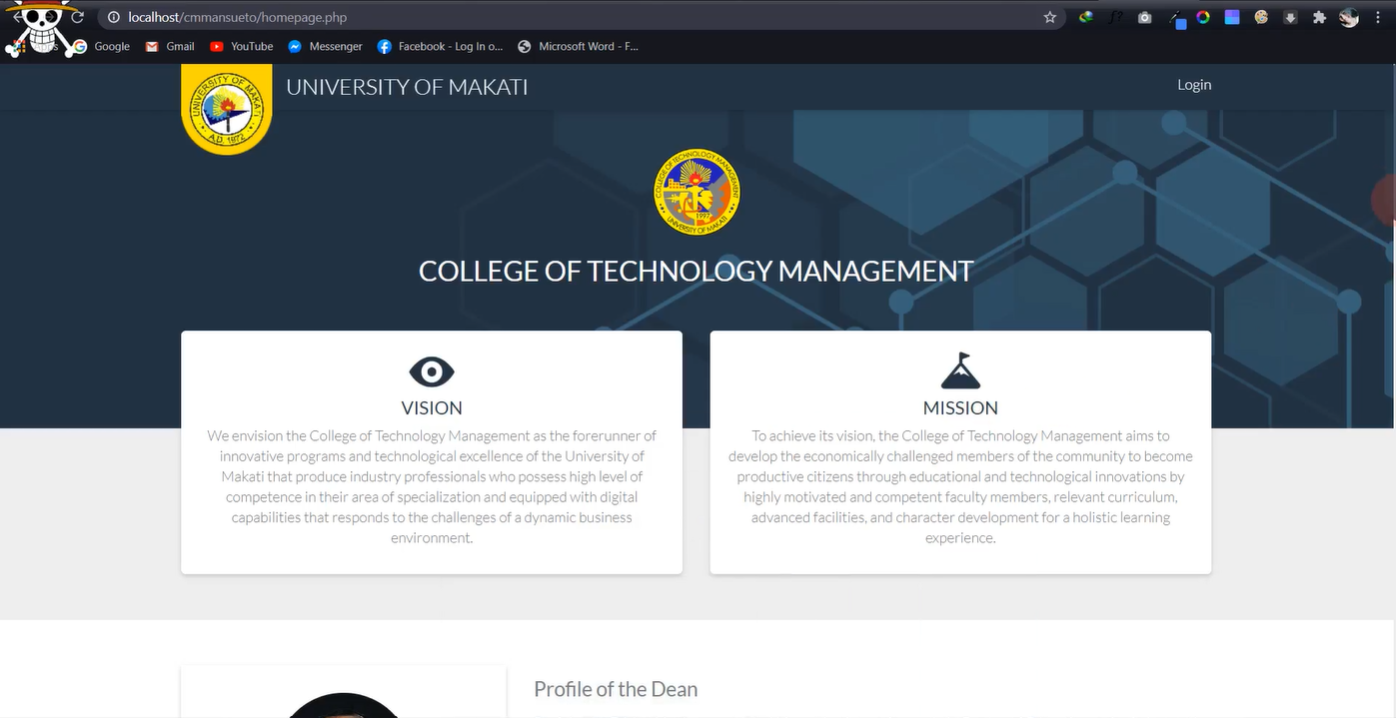 localhost/cmmansueto/homepage.php
Google
Gmail
YouTube
Messenger
Facebook - Log In o...
Microsoft Word - F...
UNIVERSITY OF MAKATI
A.D. 1972
UNIVERSITY OF MAKATI
Login
COLLEGE OF TECHNOLOGY MANAGEMENT
UNIVERSITY OF MAKATI
COLLEGE OF TECHNOLOGY MANAGEMENT
VISION
We envision the College of Technology Management as the forerunner of
innovative programs and technological excellence of the University of
Makati that produce industry professionals who possess high level of
competence in their area of specialization and equipped with digital
capabilities that responds to the challenges of a dynamic business
environment.
MISSION
To achieve its vision, the College of Technology Management aims to
develop the economically challenged members of the community to become
productive citizens through educational and technological innovations by
highly motivated and competent faculty members, relevant curriculum,
advanced facilities, and character development for a holistic learning
experience.
Profile of the Dean